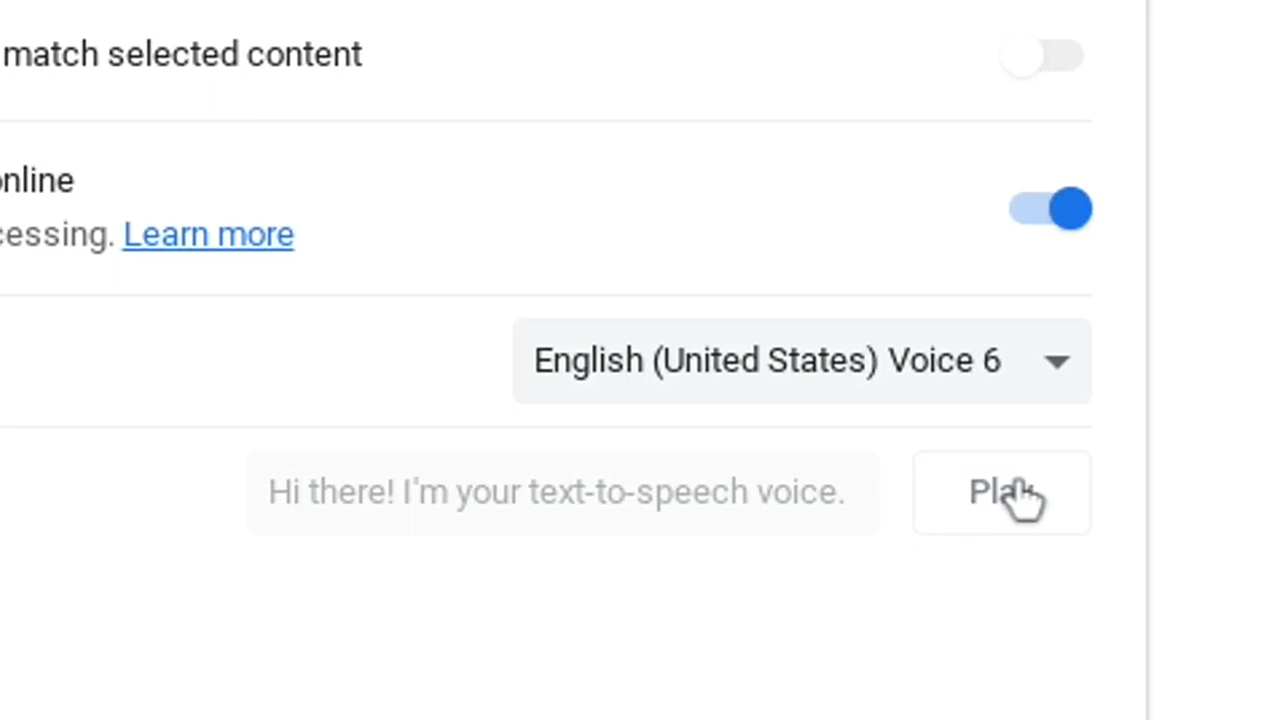 match selected content
online
cessing. Learn more
English (United States) Voice 6
Hi there! I'm your text-to-speech voice.
Play